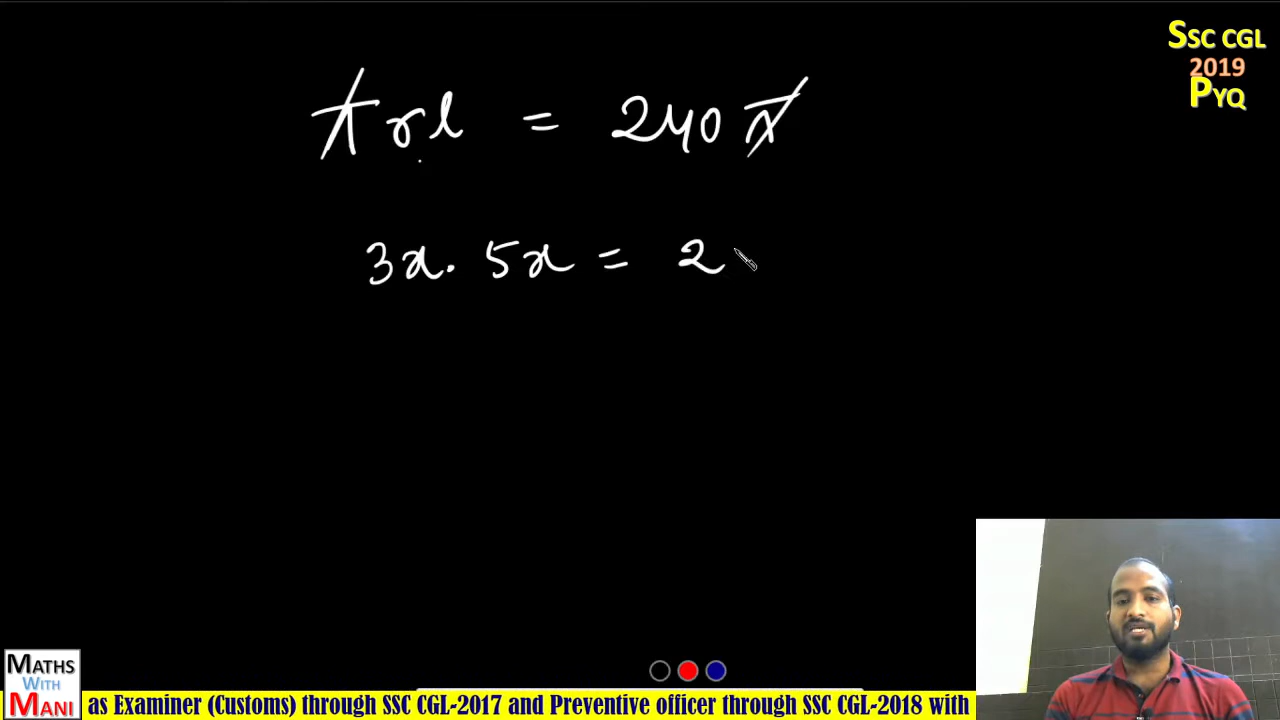 SSC CGL
2019
PYQ
πrl = 240π
3x. 5x = 2
MATHS
WITH
MANI
as Examiner (Customs) through SSC CGL-2017 and Preventive officer through SSC CGL-2018 with